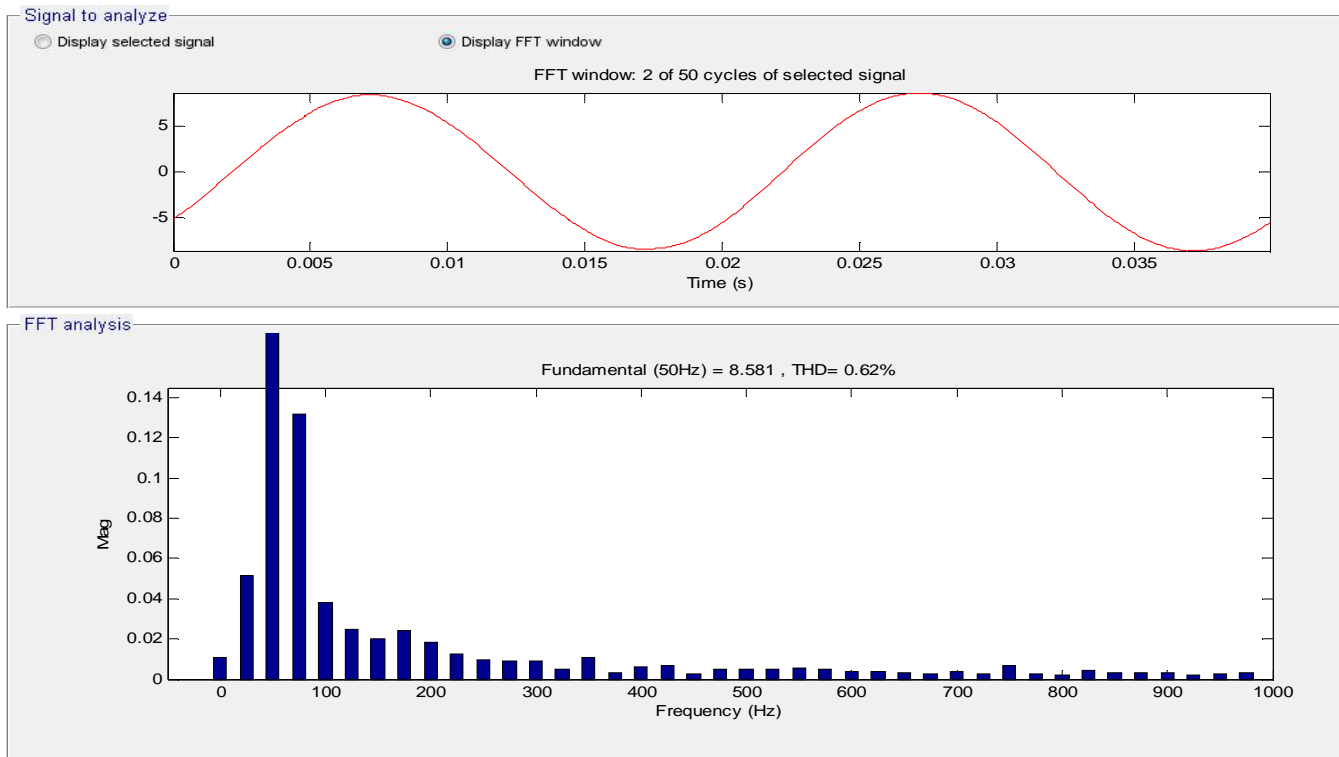 Signal to analyze
Display selected signal Display FFT window
FFT window: 2 of 50 cycles of selected signal
5
0
-5
0 0.005 0.01 0.015 0.02 0.025 0.03 0.035
Time (s)
FFT analysis
Fundamental (50Hz) = 8.581 , THD= 0.62%
0.14
0.12
0.1
0.08
0.06
0.04
0.02
0
Mag
0 100 200 300 400 500 600 700 800 900 1000
Frequency (Hz)